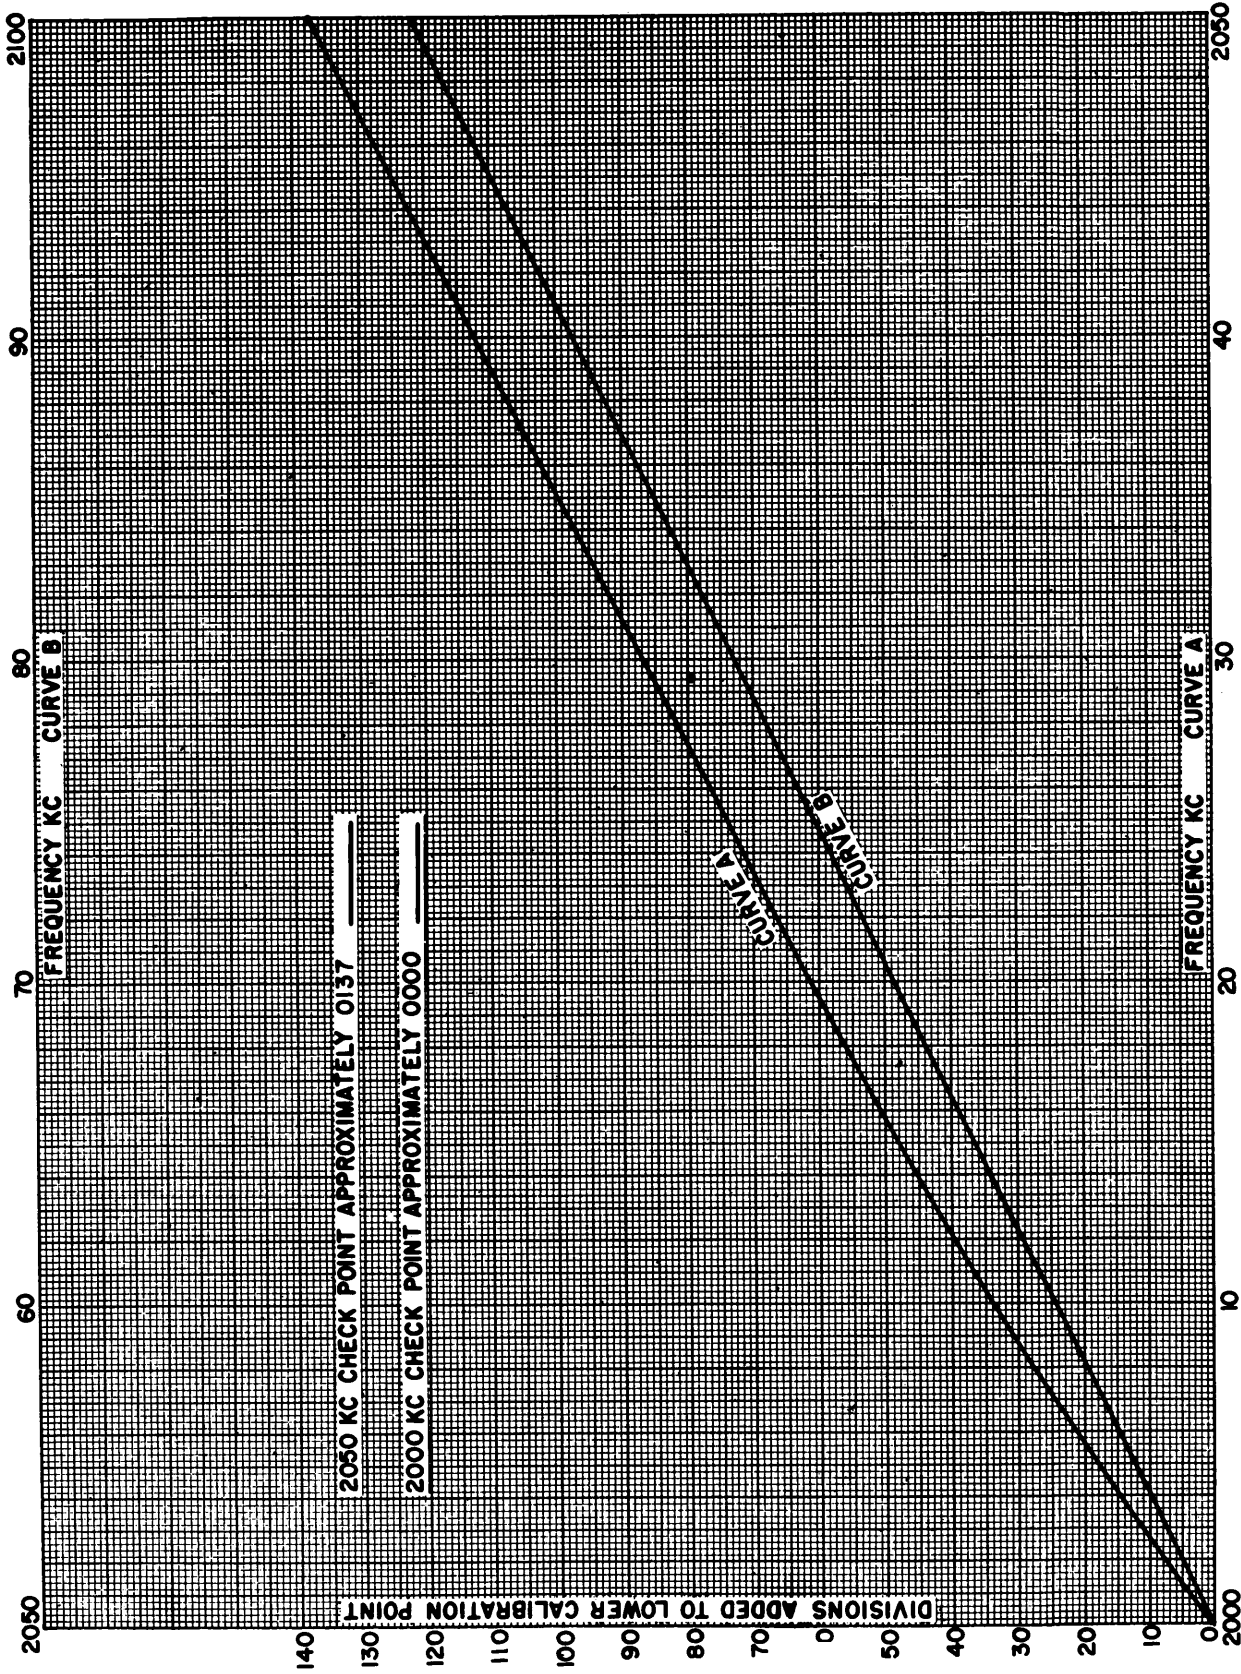 2050 60 70 80 90 2100
FREQUENCY KC CURVE B
140
130
120
110
100
90
80
70
0
50
40
30
20
10
0
DIVISIONS ADDED TO LOWER CALIBRATION POINT
2050 KC CHECK POINT APPROXIMATELY 0137
2000 KC CHECK POINT APPROXIMATELY 0000
CURVE A
CURVE B
FREQUENCY KC CURVE A
2000 10 20 30 40 2050